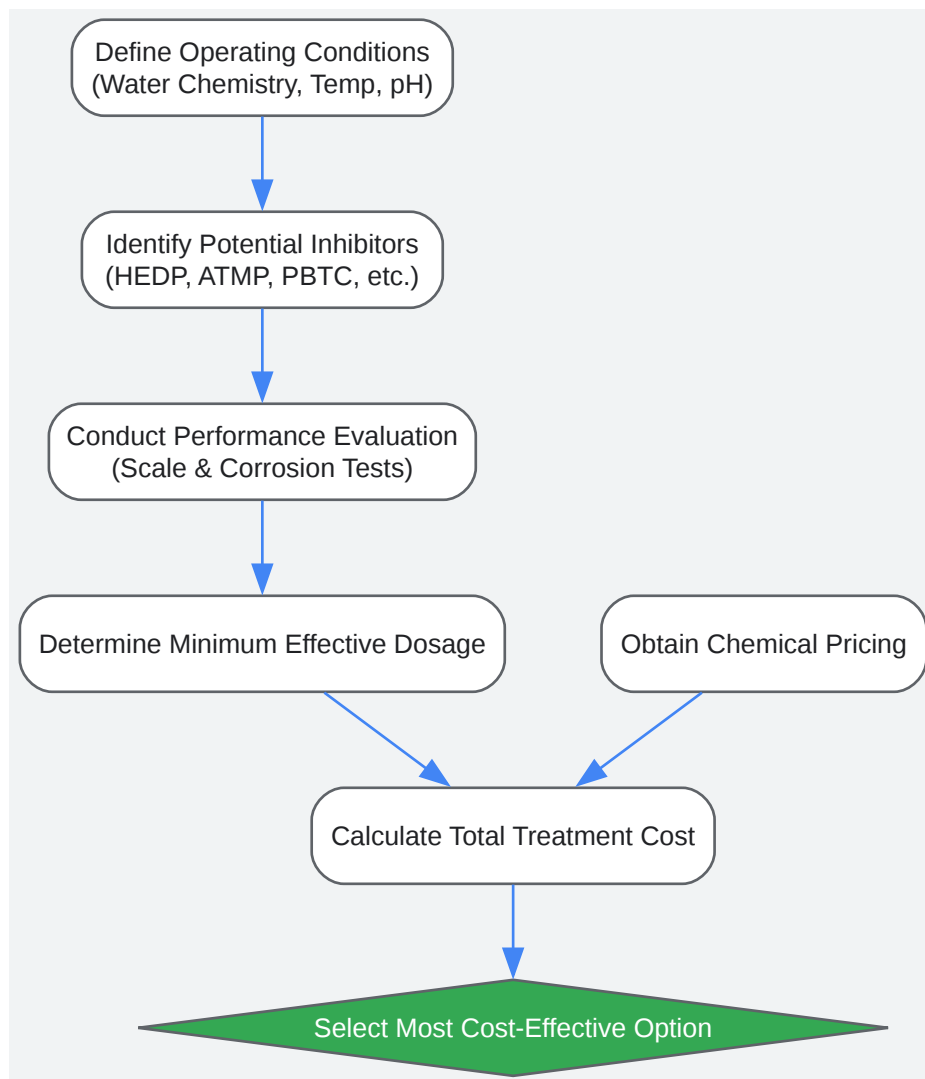 Define Operating Conditions
(Water Chemistry, Temp, pH)
Identify Potential Inhibitors
(HEDP, ATMP, PBTC, etc.)
Conduct Performance Evaluation
(Scale & Corrosion Tests)
Determine Minimum Effective Dosage
Obtain Chemical Pricing
Calculate Total Treatment Cost
Select Most Cost-Effective Option